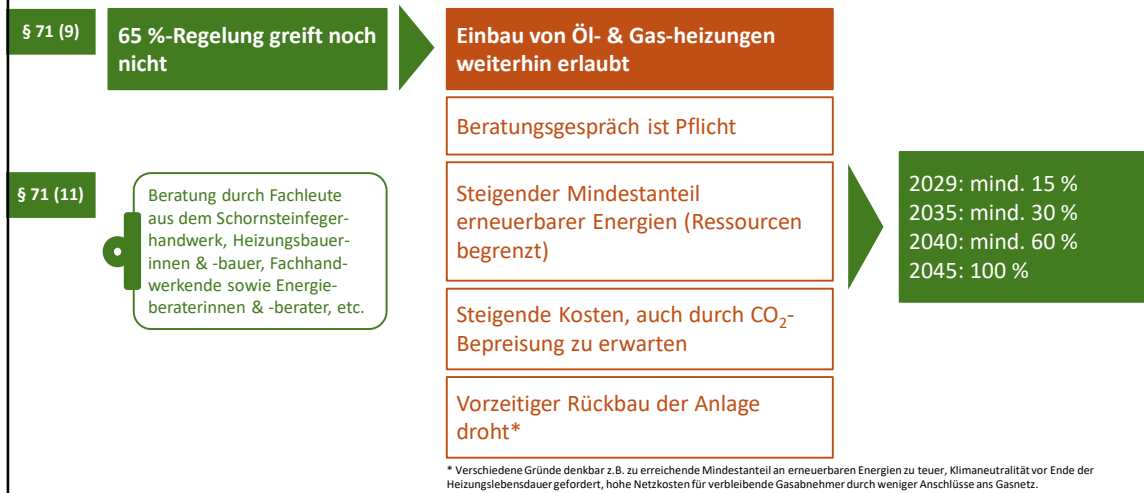 § 71 (9)
65 %-Regelung greift noch
nicht
Einbau von Öl- & Gas-heizungen
weiterhin erlaubt
Beratungsgespräch ist Pflicht
§ 71 (11)
Beratung durch Fachleute
aus dem Schornsteinfeger-
handwerk, Heizungsbauer-
innen & -bauer, Fachhand-
werkende sowie Energie-
beraterinnen & -berater, etc.
Steigender Mindestanteil
erneuerbarer Energien (Ressourcen
begrenzt)
2029: mind. 15 %
2035: mind. 30 %
2040: mind. 60 %
2045: 100 %
Steigende Kosten, auch durch CO₂-
Bepreisung zu erwarten
Vorzeitiger Rückbau der Anlage
droht*
* Verschiedene Gründe denkbar z.B. zu erreichende Mindestanteil an erneuerbaren Energien zu teuer, Klimaneutralität vor Ende der
Heizungslebensdauer gefordert, hohe Netzkosten für verbleibende Gasabnehmer durch weniger Anschlüsse ans Gasnetz.